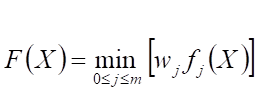 F(X) = min_{0≤j≤m} [w_j f_j(X)]